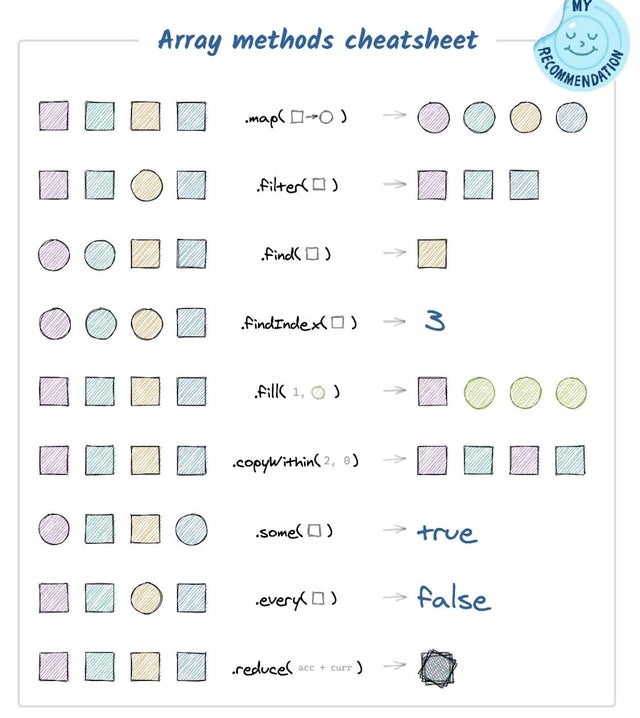 MY
RECOMMENDATION
Array methods cheatsheet
.map( → )
.filter( )
.find( )
.findIndex( ) → 3
.fill( 1, )
.copyWithin( 2, 0 )
.some( ) → true
.every( ) → false
.reduce( acc + curr )